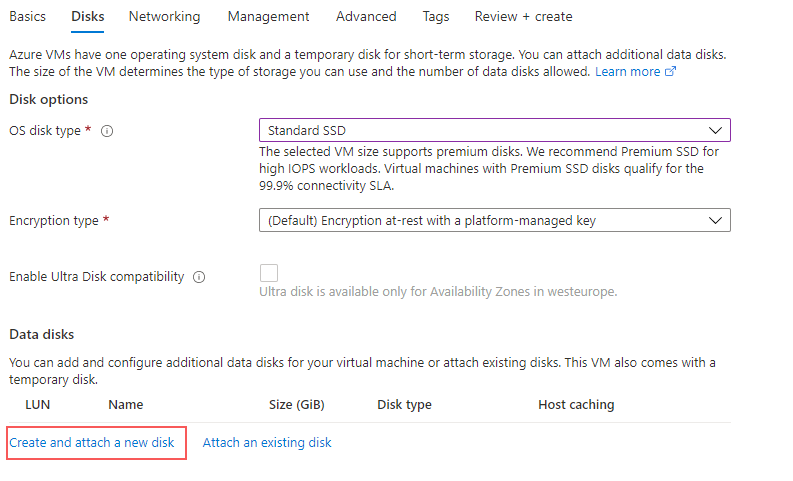 Basics Disks Networking Management Advanced Tags Review + create
Azure VMs have one operating system disk and a temporary disk for short-term storage. You can attach additional data disks.
The size of the VM determines the type of storage you can use and the number of data disks allowed. Learn more
Disk options
OS disk type * Standard SSD
The selected VM size supports premium disks. We recommend Premium SSD for
high IOPS workloads. Virtual machines with Premium SSD disks qualify for the
99.9% connectivity SLA.
Encryption type * (Default) Encryption at-rest with a platform-managed key
Enable Ultra Disk compatibility
Ultra disk is available only for Availability Zones in westeurope.
Data disks
You can add and configure additional data disks for your virtual machine or attach existing disks. This VM also comes with a
temporary disk.
LUN Name Size (GiB) Disk type Host caching
Create and attach a new disk Attach an existing disk